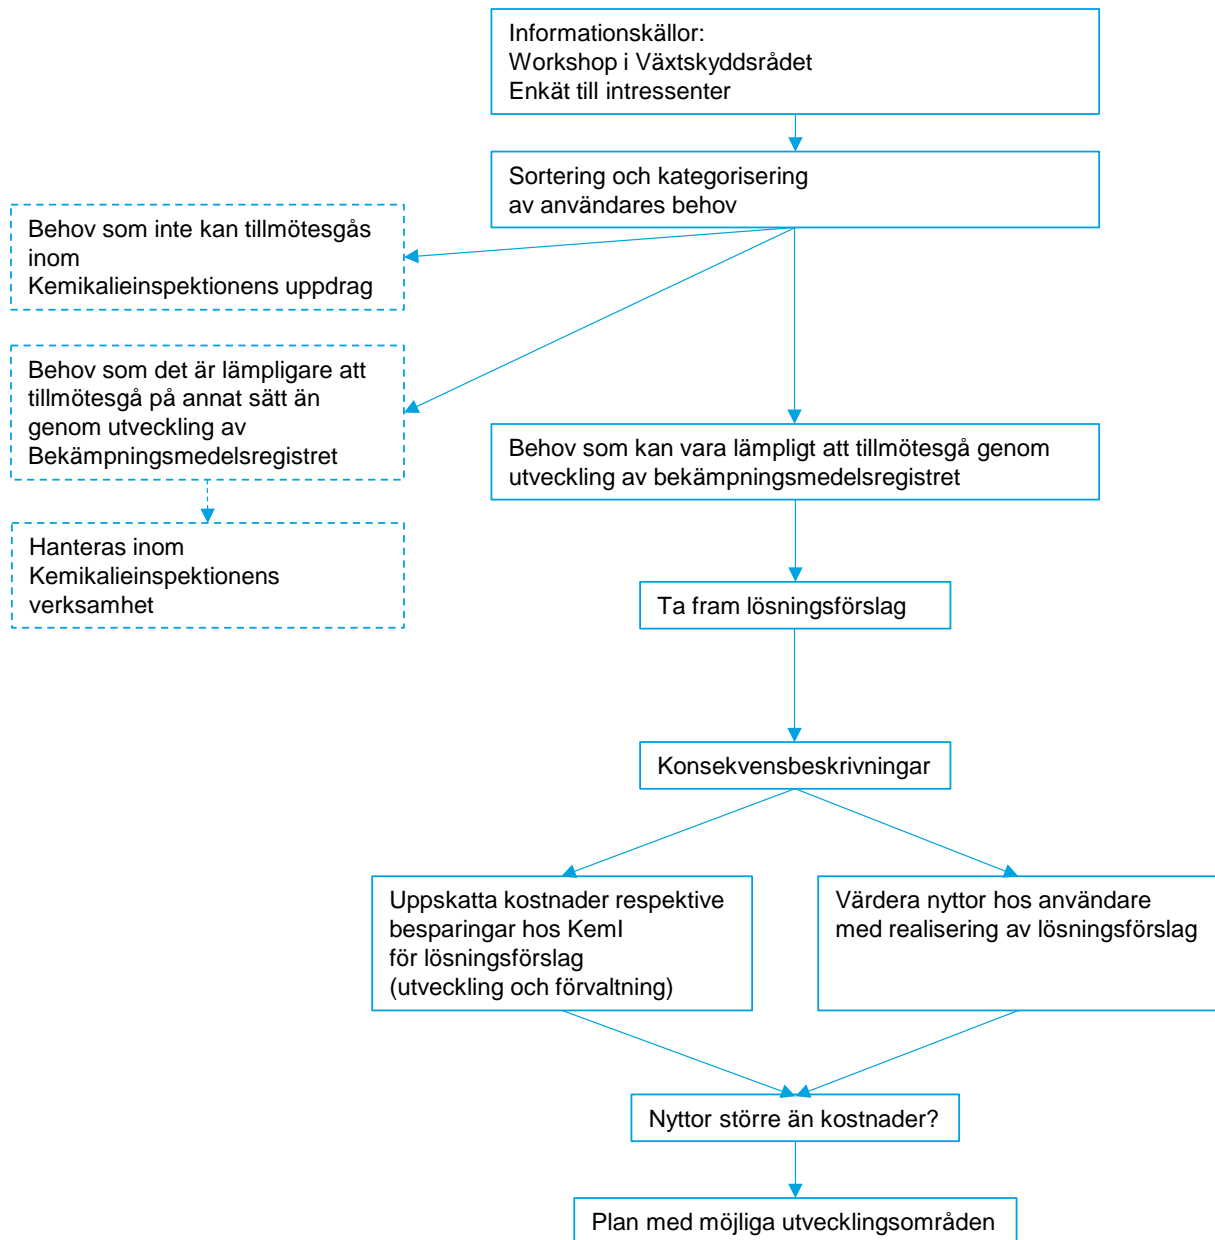 Informationskällor:
Workshop i Växtskyddsrådet
Enkät till intressenter
Sortering och kategorisering
av användares behov
Behov som inte kan tillmötesgås
inom
Kemikalieinspektionens uppdrag
Behov som det är lämpligare att
tillmötesgå på annat sätt än
genom utveckling av
Bekämpningsmedelsregistret
Hanteras inom
Kemikalieinspektionens
verksamhet
Behov som kan vara lämpligt att tillmötesgå genom
utveckling av bekämpningsmedelsregistret
Ta fram lösningsförslag
Konsekvensbeskrivningar
Uppskatta kostnader respektive
besparingar hos KemI
för lösningsförslag
(utveckling och förvaltning)
Värdera nyttor hos användare
med realisering av lösningsförslag
Nyttor större än kostnader?
Plan med möjliga utvecklingsområden